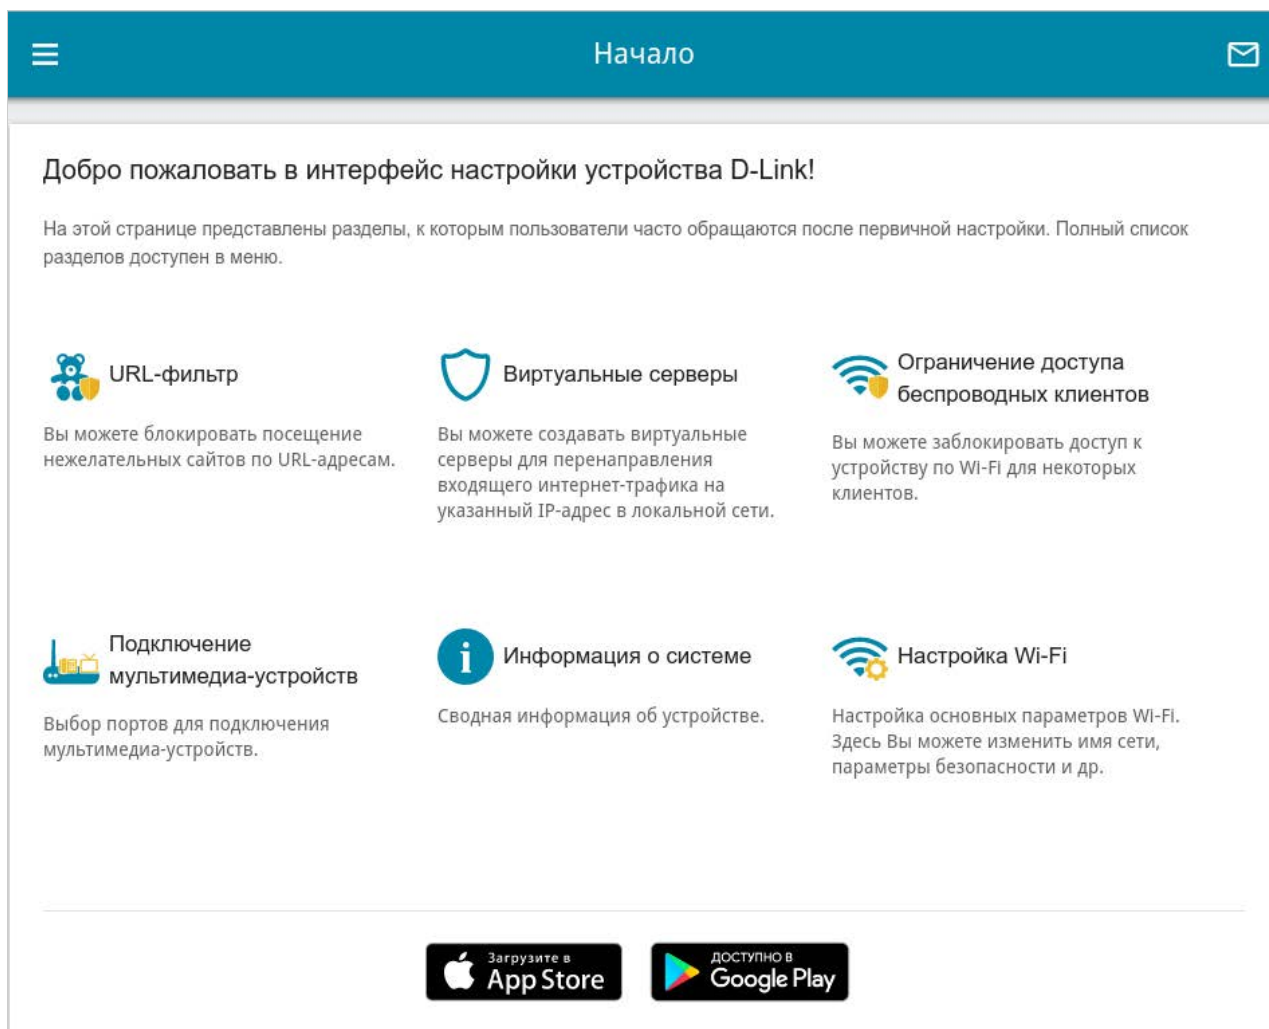 Начало
Добро пожаловать в интерфейс настройки устройства D-Link!
На этой странице представлены разделы, к которым пользователи часто обращаются после первичной настройки. Полный список
разделов доступен в меню.
URL-фильтр
Вы можете блокировать посещение
нежелательных сайтов по URL-адресам.
Виртуальные серверы
Вы можете создавать виртуальные
серверы для перенаправления
входящего интернет-трафика на
указанный IP-адрес в локальной сети.
Ограничение доступа
беспроводных клиентов
Вы можете заблокировать доступ к
устройству по Wi-Fi для некоторых
клиентов.
Подключение
мультимедиа-устройств
Выбор портов для подключения
мультимедиа-устройств.
i
Информация о системе
Сводная информация об устройстве.
Настройка Wi-Fi
Настройка основных параметров Wi-Fi.
Здесь Вы можете изменить имя сети,
параметры безопасности и др.
Загрузите в
App Store
ДОСТУПНО В
Google Play